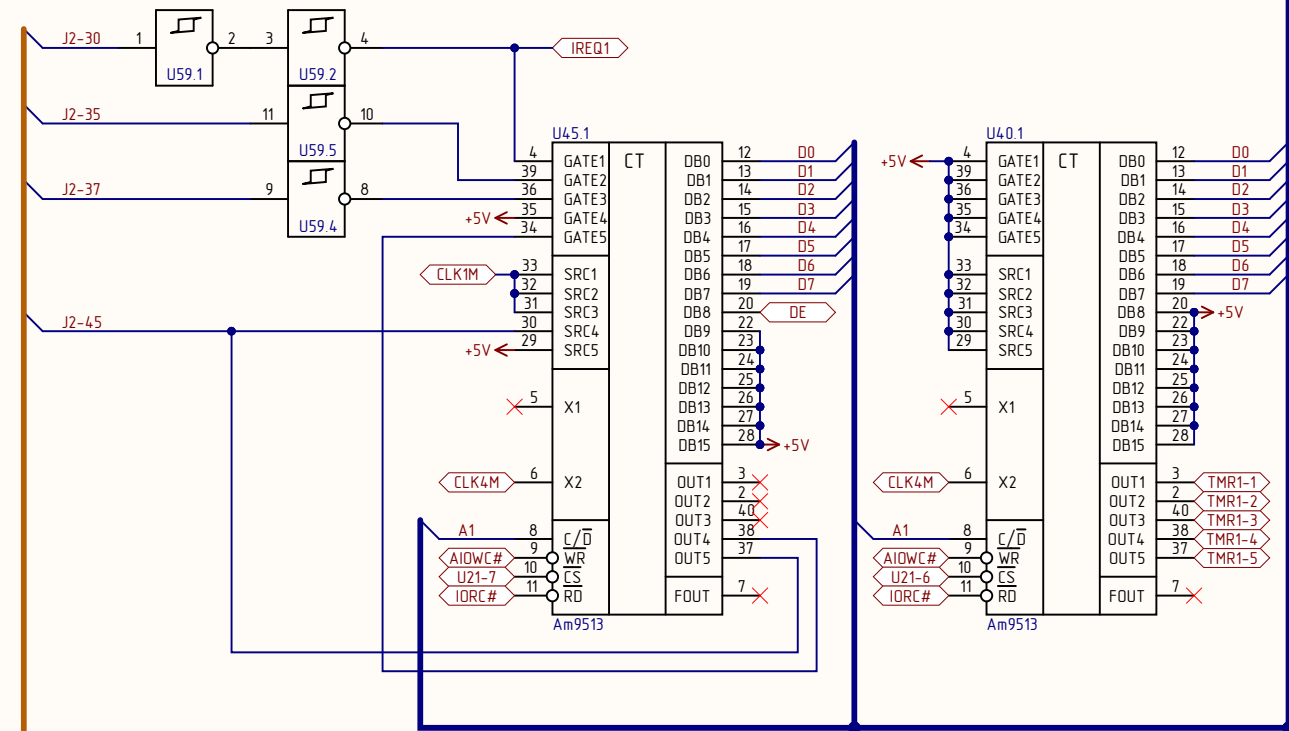 J2-30 1 2 3 4 IREQ1
U59.1 U59.2
J2-35 11 10
U59.5
J2-37 9 8
U59.4
U45.1
4 GATE1 CT DB0 12 D0
39 GATE2 DB1 13 D1
36 GATE3 DB2 14 D2
+5V 35 GATE4 DB3 15 D3
34 GATE5 DB4 16 D4
DB5 17 D5
CLK1M 33 SRC1 DB6 18 D6
32 SRC2 DB7 19 D7
31 SRC3 DB8 20 DE
J2-45 30 SRC4 DB9 22
+5V 29 SRC5 DB10 23
DB11 24
DB12 25
5 X1 DB13 26
DB14 27
DB15 28 +5V
CLK4M 6 X2 OUT1 3
OUT2 2
OUT3 40
A1 8 C/D OUT4 38
AIOWC# 9 WR OUT5 37
U21-7 10 CS
IORC# 11 RD FOUT 7
Am9513
U40.1
+5V 4 GATE1 CT DB0 12 D0
39 GATE2 DB1 13 D1
36 GATE3 DB2 14 D2
35 GATE4 DB3 15 D3
34 GATE5 DB4 16 D4
DB5 17 D5
33 SRC1 DB6 18 D6
32 SRC2 DB7 19 D7
31 SRC3 DB8 20 +5V
30 SRC4 DB9 22
29 SRC5 DB10 23
DB11 24
DB12 25
5 X1 DB13 26
DB14 27
DB15 28
CLK4M 6 X2 OUT1 3 TMR1-1
OUT2 2 TMR1-2
OUT3 40 TMR1-3
A1 8 C/D OUT4 38 TMR1-4
AIOWC# 9 WR OUT5 37 TMR1-5
U21-6 10 CS
IORC# 11 RD FOUT 7
Am9513